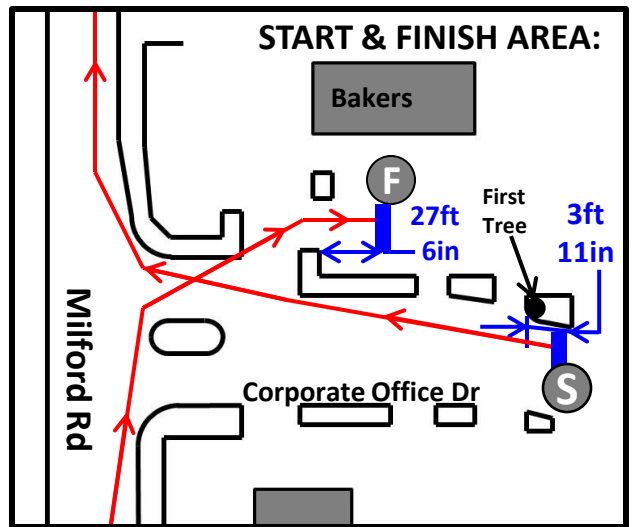 START & FINISH AREA:
Bakers
F
27ft
6in
First
Tree
3ft
11in
Milford Rd
Corporate Office Dr
S